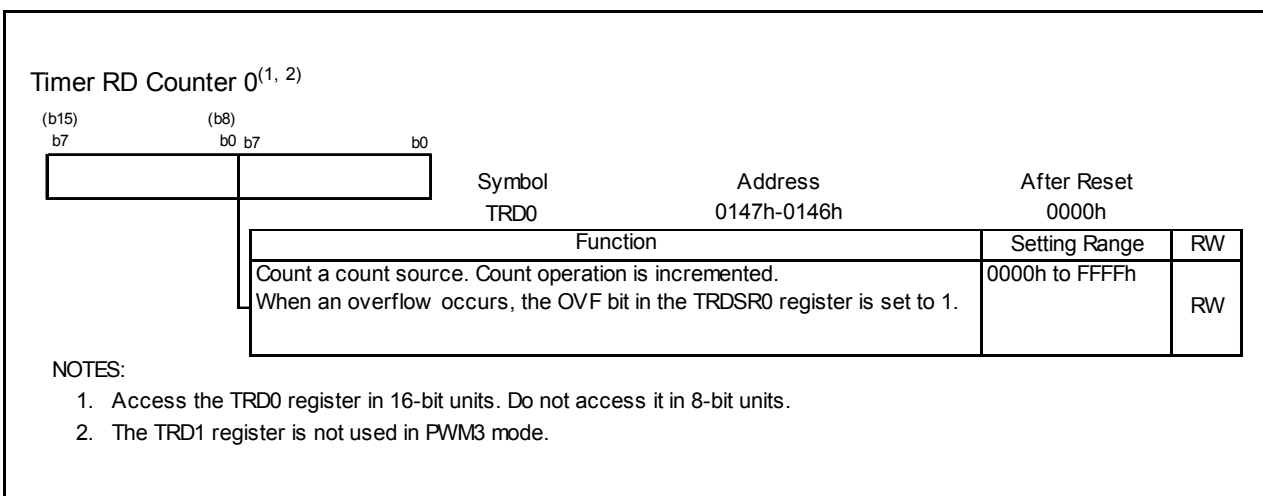 Timer RD Counter 0(1, 2)
(b15) (b8)
b7 b0 b7 b0
Symbol Address After Reset
TRD0 0147h-0146h 0000h
Function Setting Range RW
Count a count source. Count operation is incremented. 0000h to FFFFh
When an overflow occurs, the OVF bit in the TRDSR0 register is set to 1. RW
NOTES:
1. Access the TRD0 register in 16-bit units. Do not access it in 8-bit units.
2. The TRD1 register is not used in PWM3 mode.